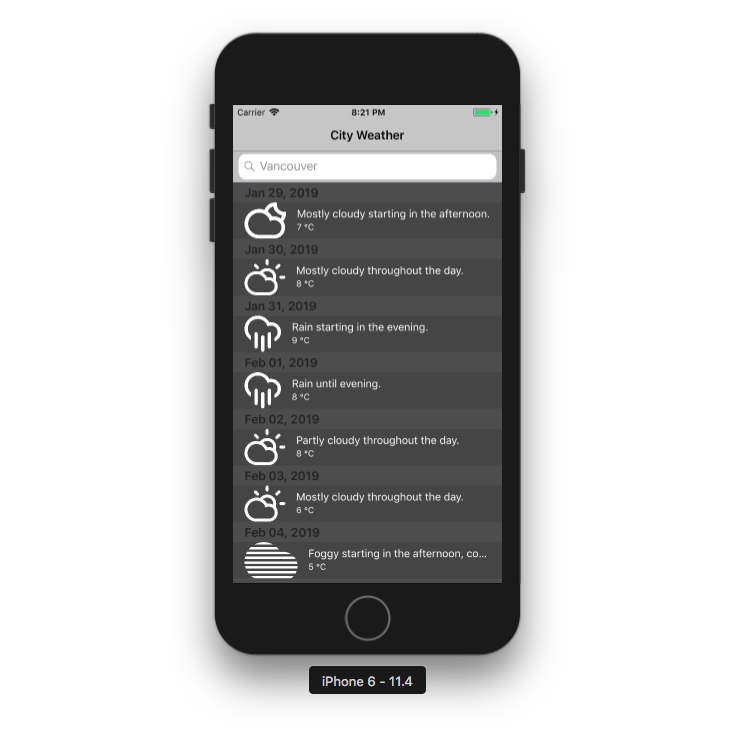 Carrier 8:21 PM
City Weather
Vancouver
Jan 29, 2019
Mostly cloudy starting in the afternoon.
7 °C
Jan 30, 2019
Mostly cloudy throughout the day.
8 °C
Jan 31, 2019
Rain starting in the evening.
9 °C
Feb 01, 2019
Rain until evening.
8 °C
Feb 02, 2019
Partly cloudy throughout the day.
8 °C
Feb 03, 2019
Mostly cloudy throughout the day.
6 °C
Feb 04, 2019
Foggy starting in the afternoon, co...
5 °C
iPhone 6 - 11.4